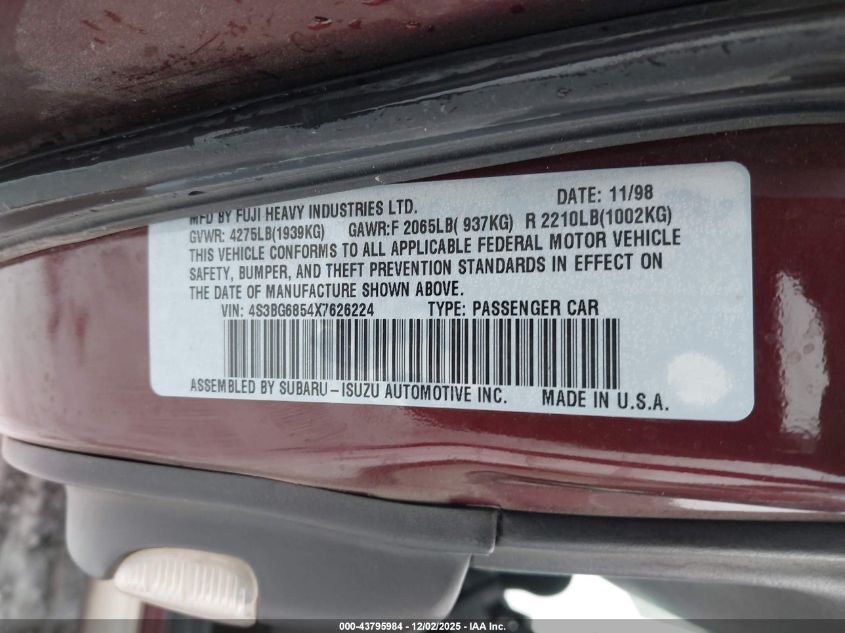 MFD BY FUJI HEAVY INDUSTRIES LTD. DATE: 11/98
GVWR: 4275LB(1939KG) GAWR:F 2065LB( 937KG) R 2210LB(1002KG)
THIS VEHICLE CONFORMS TO ALL APPLICABLE FEDERAL MOTOR VEHICLE
SAFETY, BUMPER, AND THEFT PREVENTION STANDARDS IN EFFECT ON
THE DATE OF MANUFACTURE SHOWN ABOVE.
VIN: 4S3BG6854X7626224 TYPE: PASSENGER CAR
ASSEMBLED BY SUBARU-ISUZU AUTOMOTIVE INC. MADE IN U.S.A.
000-43795984 - 12/02/2025 - IAA Inc.